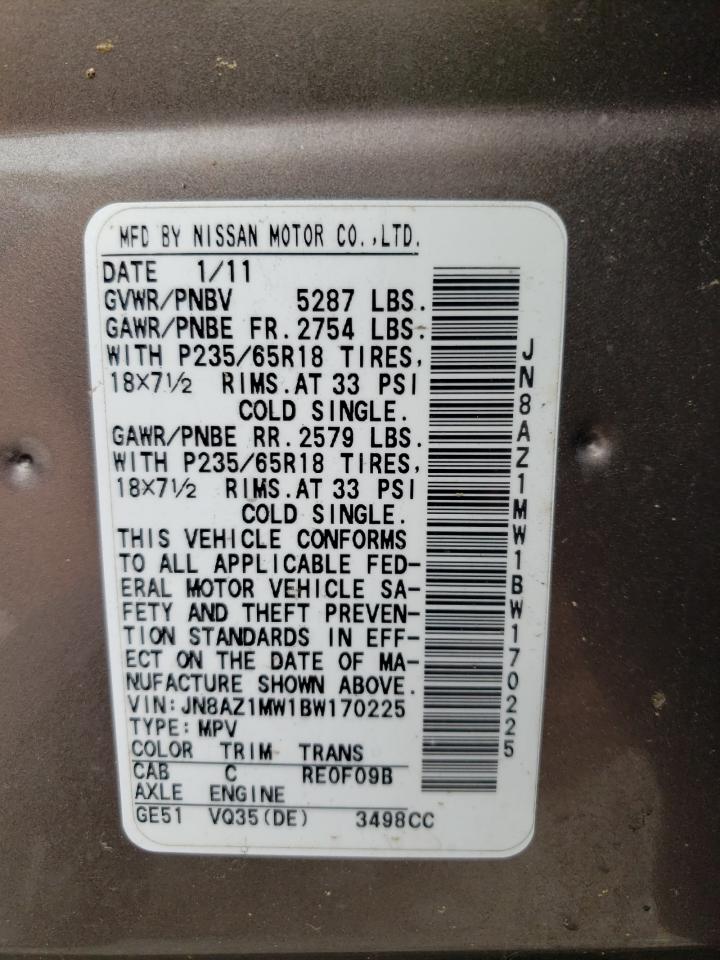 MFD BY NISSAN MOTOR CO.,LTD.
DATE 1/11
GVWR/PNBV 5287 LBS.
GAWR/PNBE FR.2754 LBS.
WITH P235/65R18 TIRES,
18×7½ RIMS.AT 33 PSI
COLD SINGLE.
GAWR/PNBE RR.2579 LBS.
WITH P235/65R18 TIRES,
18×7½ RIMS.AT 33 PSI
COLD SINGLE.
THIS VEHICLE CONFORMS
TO ALL APPLICABLE FED-
ERAL MOTOR VEHICLE SA-
FETY AND THEFT PREVEN-
TION STANDARDS IN EFF-
ECT ON THE DATE OF MA-
NUFACTURE SHOWN ABOVE.
VIN:JN8AZ1MW1BW170225
TYPE:MPV
COLOR TRIM TRANS
CAB C RE0F09B
AXLE ENGINE
GE51 VQ35(DE) 3498CC
JN8AZ1MW1BW170225